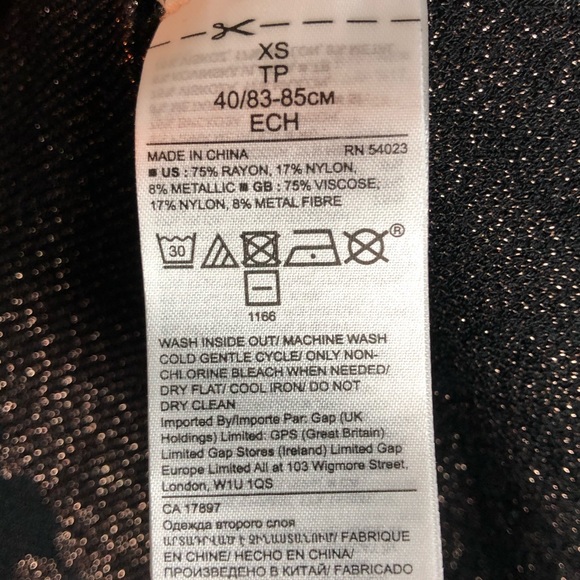 XS
TP
40/83-85CM
ECH
MADE IN CHINA RN 54023
■ US : 75% RAYON, 17% NYLON,
8% METALLIC ■ GB : 75% VISCOSE,
17% NYLON, 8% METAL FIBRE
30 ®
1166
WASH INSIDE OUT/ MACHINE WASH
COLD GENTLE CYCLE/ ONLY NON-
CHLORINE BLEACH WHEN NEEDED/
DRY FLAT/ COOL IRON/ DO NOT
DRY CLEAN
Imported By/Importe Par: Gap (UK
Holdings) Limited: GPS (Great Britain)
Limited Gap Stores (Ireland) Limited Gap
Europe Limited All at 103 Wigmore Street,
London, W1U 1QS
CA 17897
Одежда второго слоя
ԱՐՏԱԴՐՎԱԾ Է ՉԻՆԱՍՏԱՆՈՒՄ/ FABRIQUE
EN CHINE/ HECHO EN CHINA/
ПРОИЗВЕДЕНО В КИТАЙ/ FABRICADO